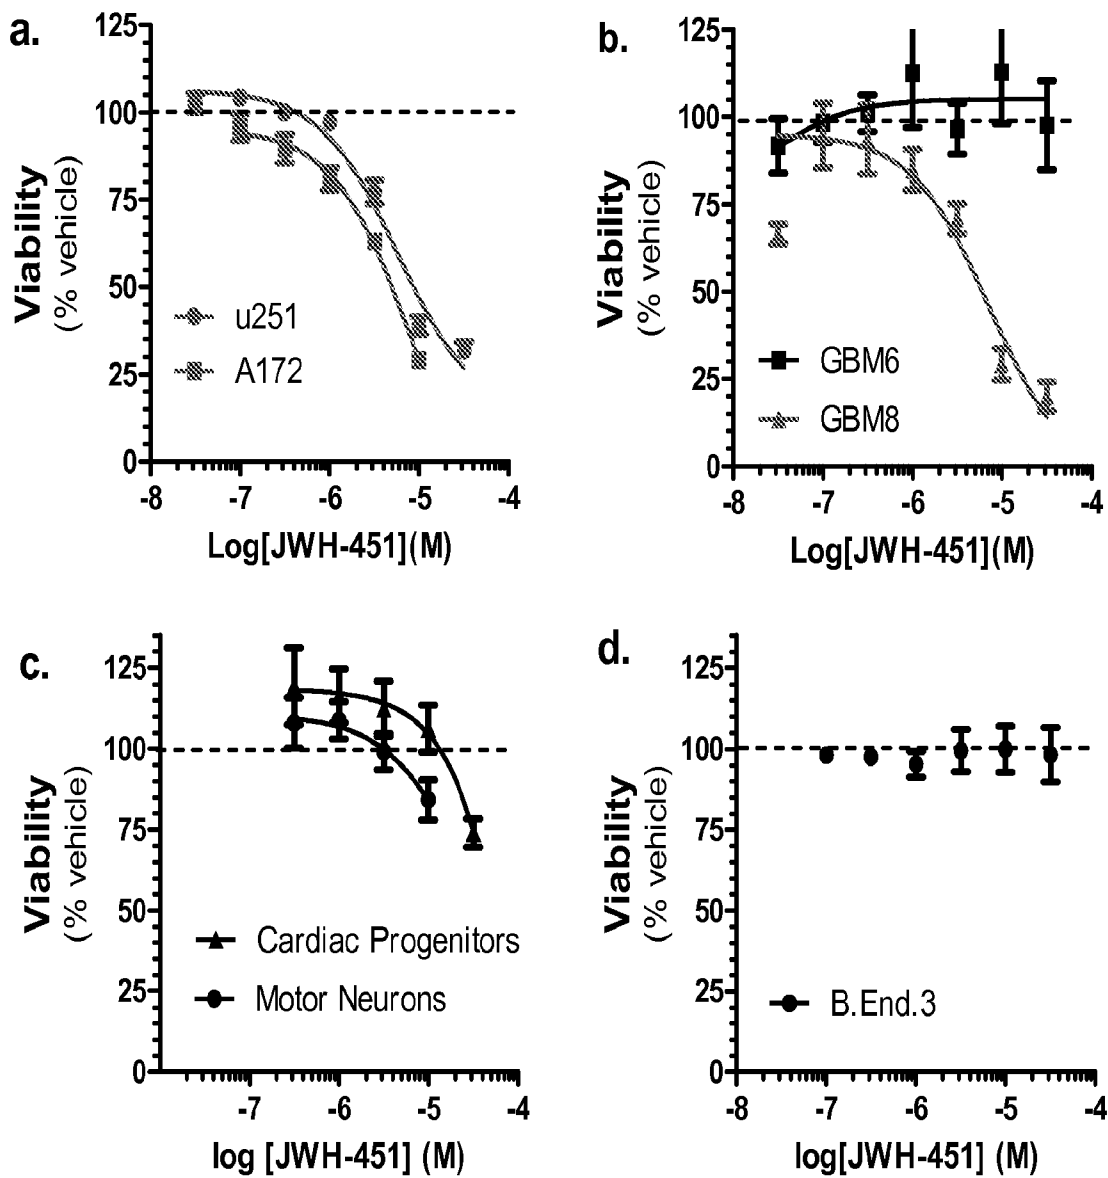 a.
125
100
75
50
25
0
Viability
(% vehicle)
u251
A172
-8 -7 -6 -5 -4
Log[JWH-451](M)
b.
125
100
75
50
25
0
Viability
(% vehicle)
GBM6
GBM8
-8 -7 -6 -5 -4
Log[JWH-451](M)
c.
125
100
75
50
25
0
Viability
(% vehicle)
Cardiac Progenitors
Motor Neurons
-7 -6 -5 -4
log [JWH-451] (M)
d.
125
100
75
50
25
0
Viability
(% vehicle)
B.End.3
-8 -7 -6 -5 -4
log[JWH-451] (M)